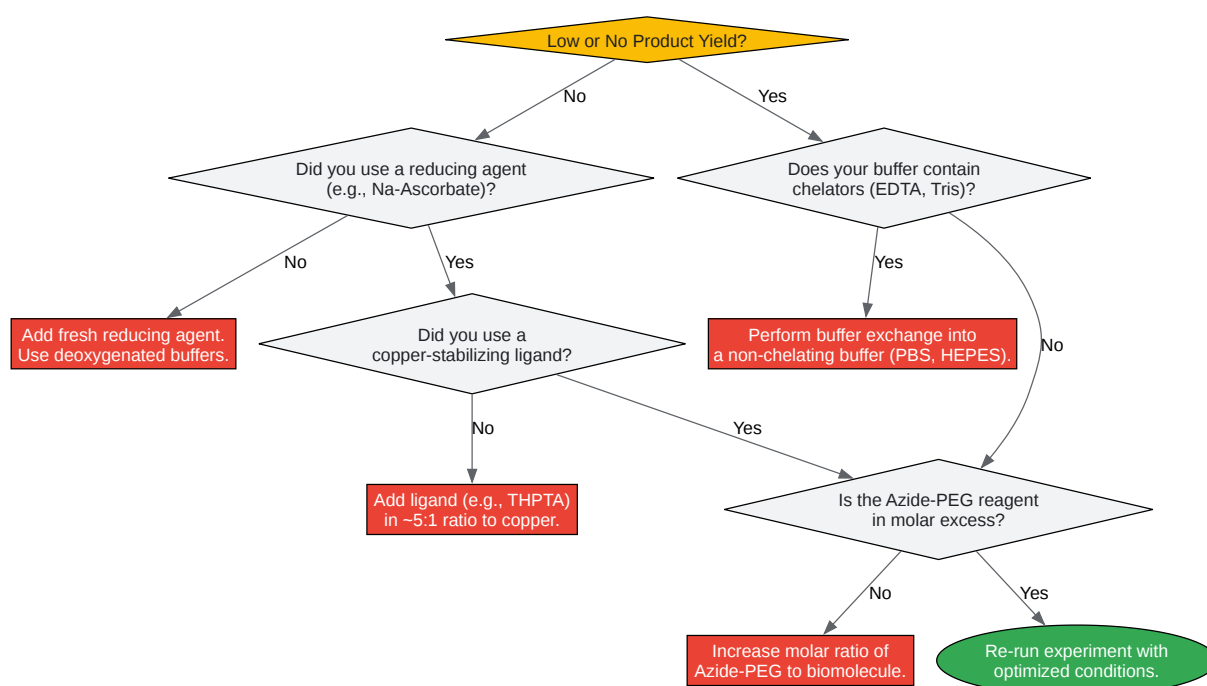 Low or No Product Yield?
No
Yes
Did you use a reducing agent
(e.g., Na-Ascorbate)?
Does your buffer contain
chelators (EDTA, Tris)?
No
Yes
Yes
Add fresh reducing agent.
Use deoxygenated buffers.
Did you use a
copper-stabilizing ligand?
Perform buffer exchange into
a non-chelating buffer (PBS, HEPES).
No
No
Yes
Add ligand (e.g., THPTA)
in ~5:1 ratio to copper.
Is the Azide-PEG reagent
in molar excess?
No
Yes
Increase molar ratio of
Azide-PEG to biomolecule.
Re-run experiment with
optimized conditions.